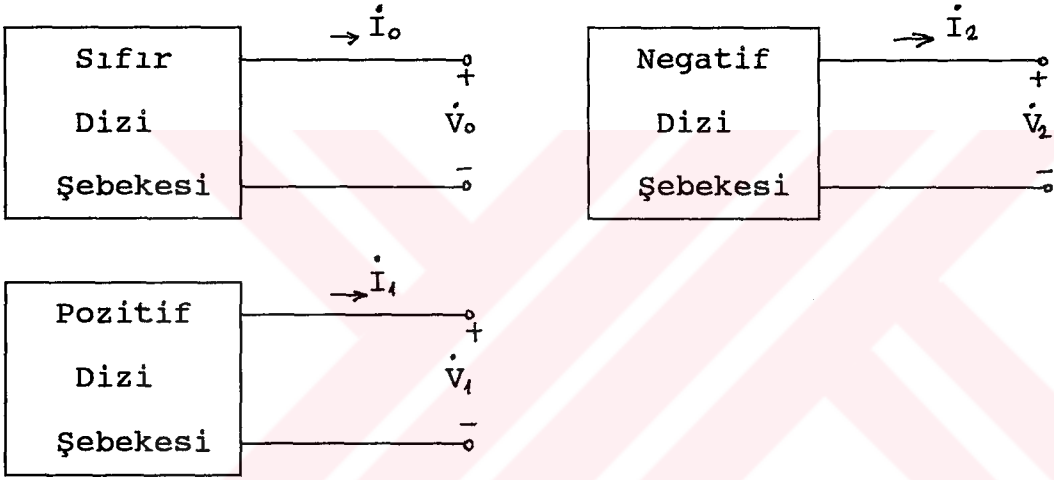 Sıfır
Dizi
Şebekesi
→ İ₀
+
V̇₀
-
Negatif
Dizi
Şebekesi
→ İ₂
+
V̇₂
-
Pozitif
Dizi
Şebekesi
→ İ₁
+
V̇₁
-